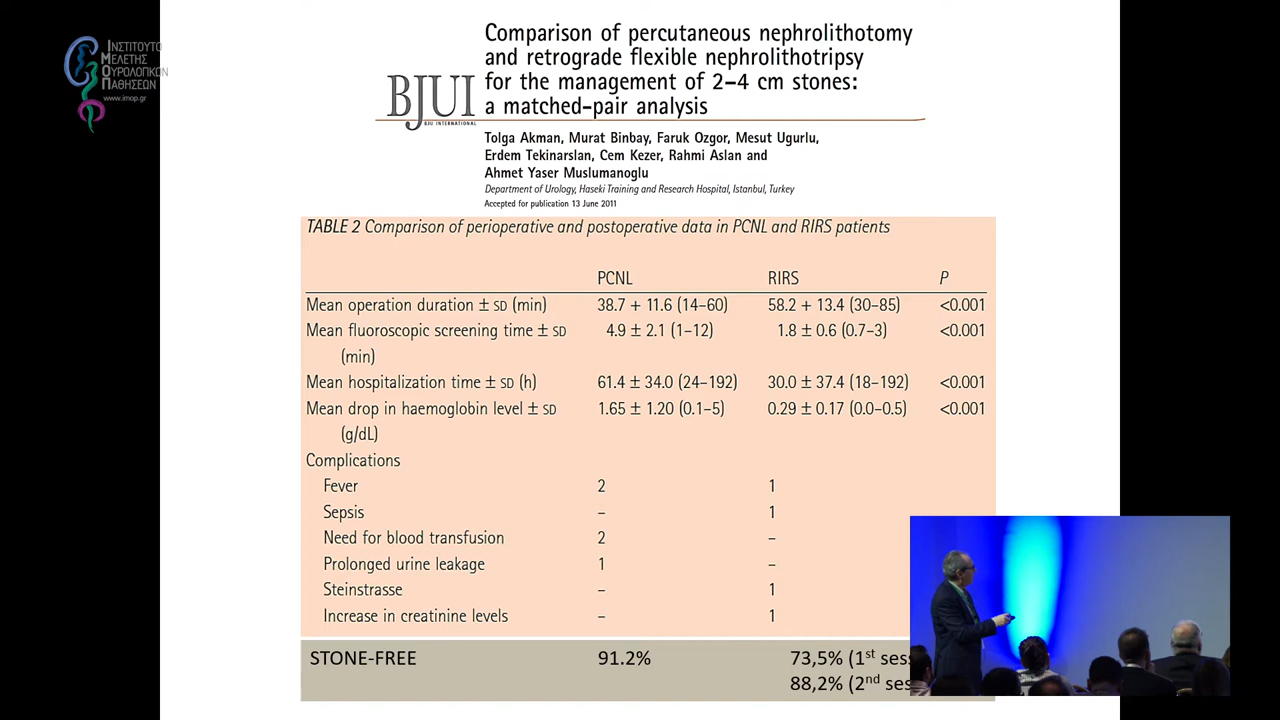 ΙΝΣΤΙΤΟΥΤΟ
ΜΕΛΕΤΗΣ
ΟΥΡΟΛΟΓΙΚΩΝ
ΠΑΘΗΣΕΩΝ
www.imop.gr
BJUI
BJU INTERNATIONAL
Comparison of percutaneous nephrolithotomy
and retrograde flexible nephrolithotripsy
for the management of 2–4 cm stones:
a matched-pair analysis
Tolga Akman, Murat Binbay, Faruk Ozgor, Mesut Ugurlu,
Erdem Tekinarslan, Cem Kezer, Rahmi Aslan and
Ahmet Yaser Muslumanoglu
Department of Urology, Haseki Training and Research Hospital, Istanbul, Turkey
Accepted for publication 13 June 2011
TABLE 2 Comparison of perioperative and postoperative data in PCNL and RIRS patients
PCNL RIRS P
Mean operation duration ± SD (min) 38.7 + 11.6 (14–60) 58.2 + 13.4 (30–85) <0.001
Mean fluoroscopic screening time ± SD 4.9 ± 2.1 (1–12) 1.8 ± 0.6 (0.7–3) <0.001
(min)
Mean hospitalization time ± SD (h) 61.4 ± 34.0 (24–192) 30.0 ± 37.4 (18–192) <0.001
Mean drop in haemoglobin level ± SD 1.65 ± 1.20 (0.1–5) 0.29 ± 0.17 (0.0–0.5) <0.001
(g/dL)
Complications
Fever 2 1
Sepsis – 1
Need for blood transfusion 2 –
Prolonged urine leakage 1 –
Steinstrasse – 1
Increase in creatinine levels – 1
STONE-FREE 91.2% 73,5% (1st
88,2% (2nd